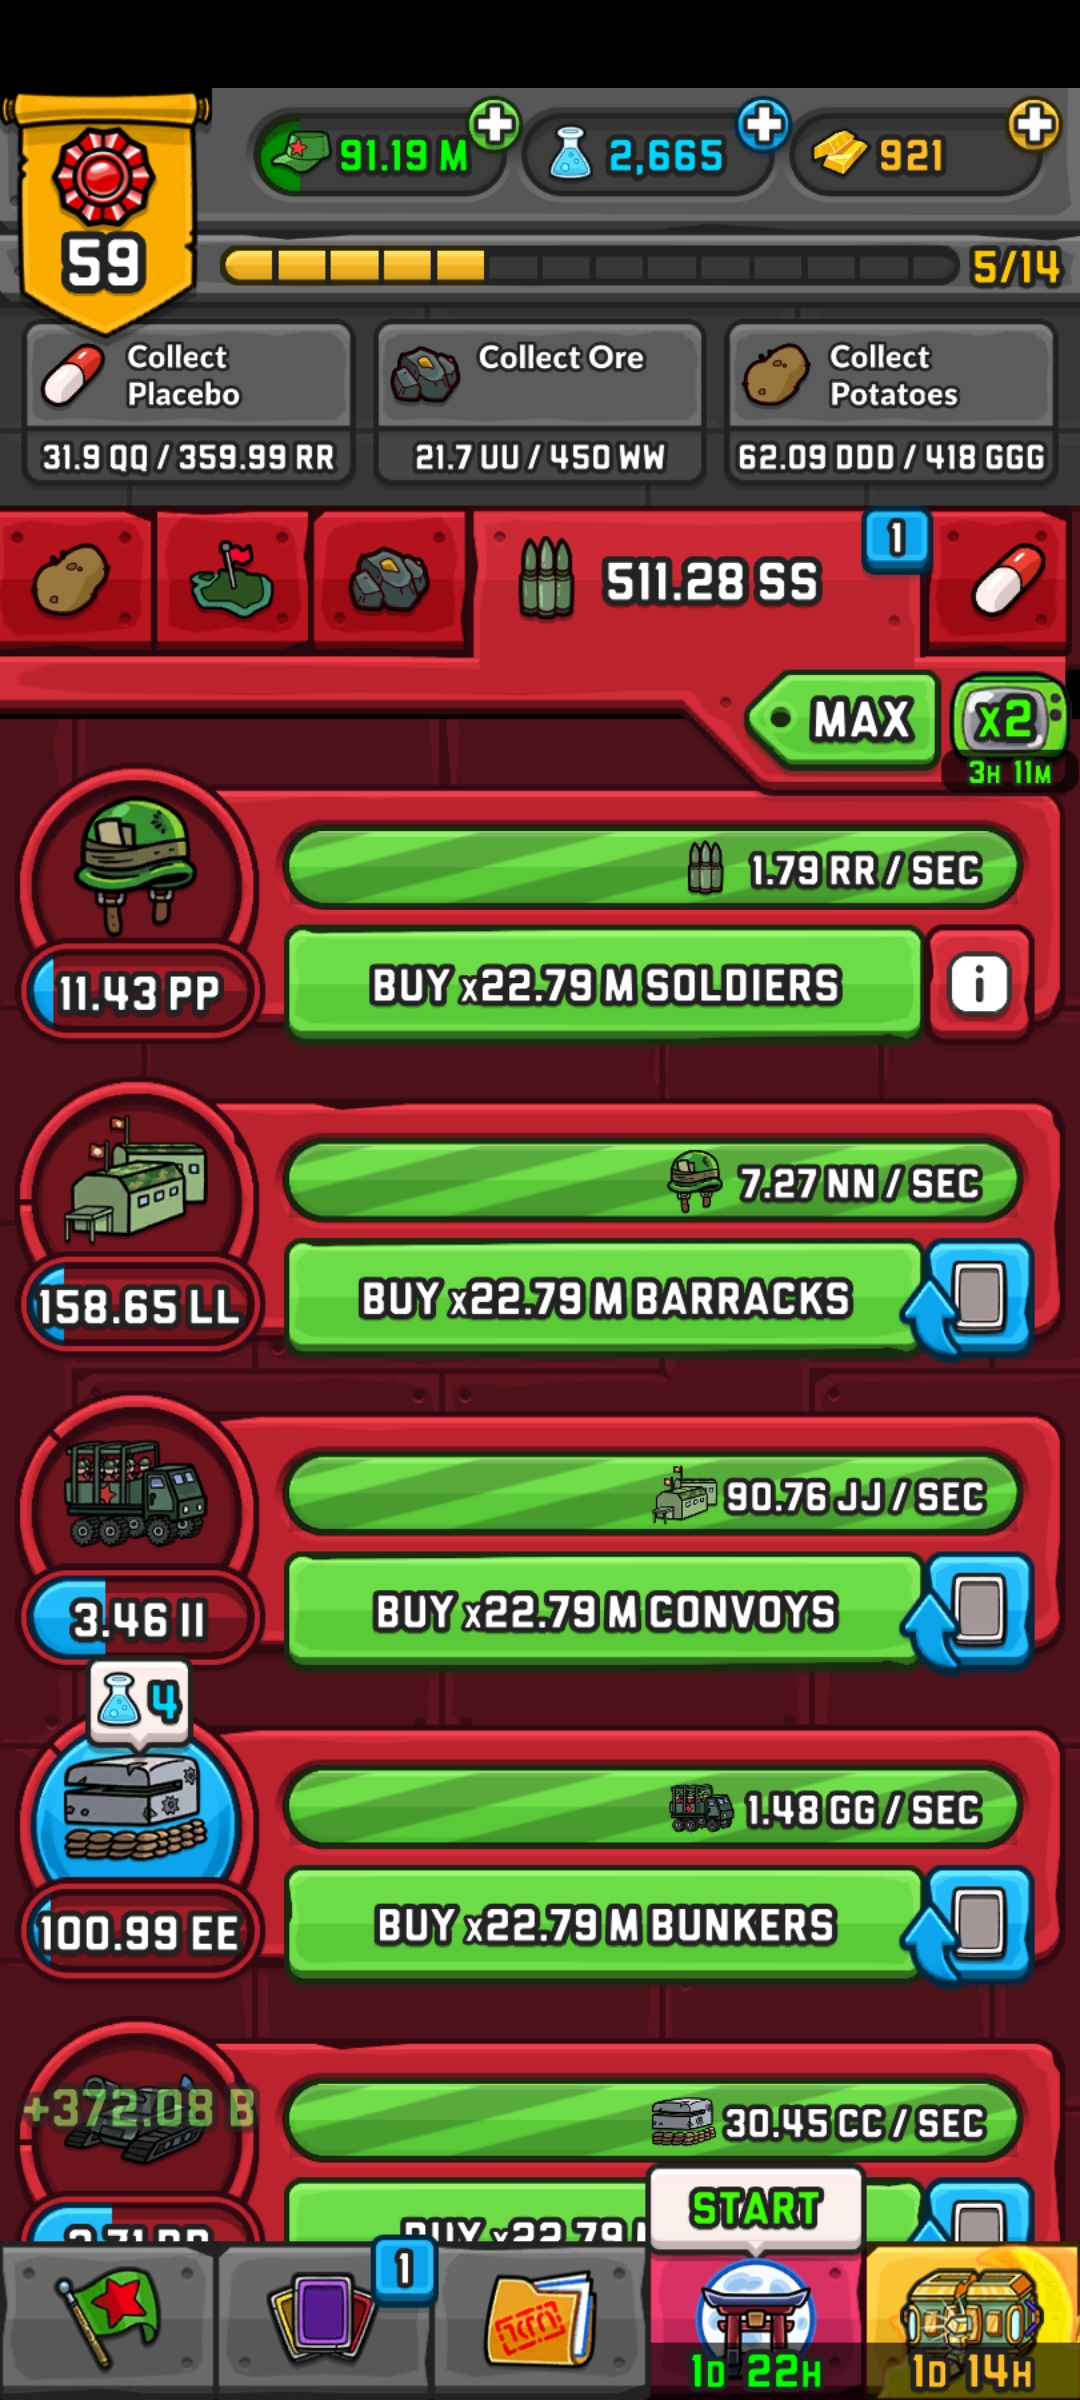 91.19 M
2,665
921
59
5/14
Collect
Placebo
31.9 QQ / 359.99 RR
Collect Ore
21.7 UU / 450 WW
Collect
Potatoes
62.09 DDD / 418 GGG
511.28 SS
1
MAX
x2
3H 11M
1.79 RR / SEC
11.43 PP
BUY x22.79 M SOLDIERS
i
7.27 NN / SEC
158.65 LL
BUY x22.79 M BARRACKS
90.76 JJ / SEC
3.46 II
BUY x22.79 M CONVOYS
4
1.48 GG / SEC
100.99 EE
BUY x22.79 M BUNKERS
+372.08 B
30.45 CC / SEC
BUY x22.79
START
1
1D 22H
1D 14H